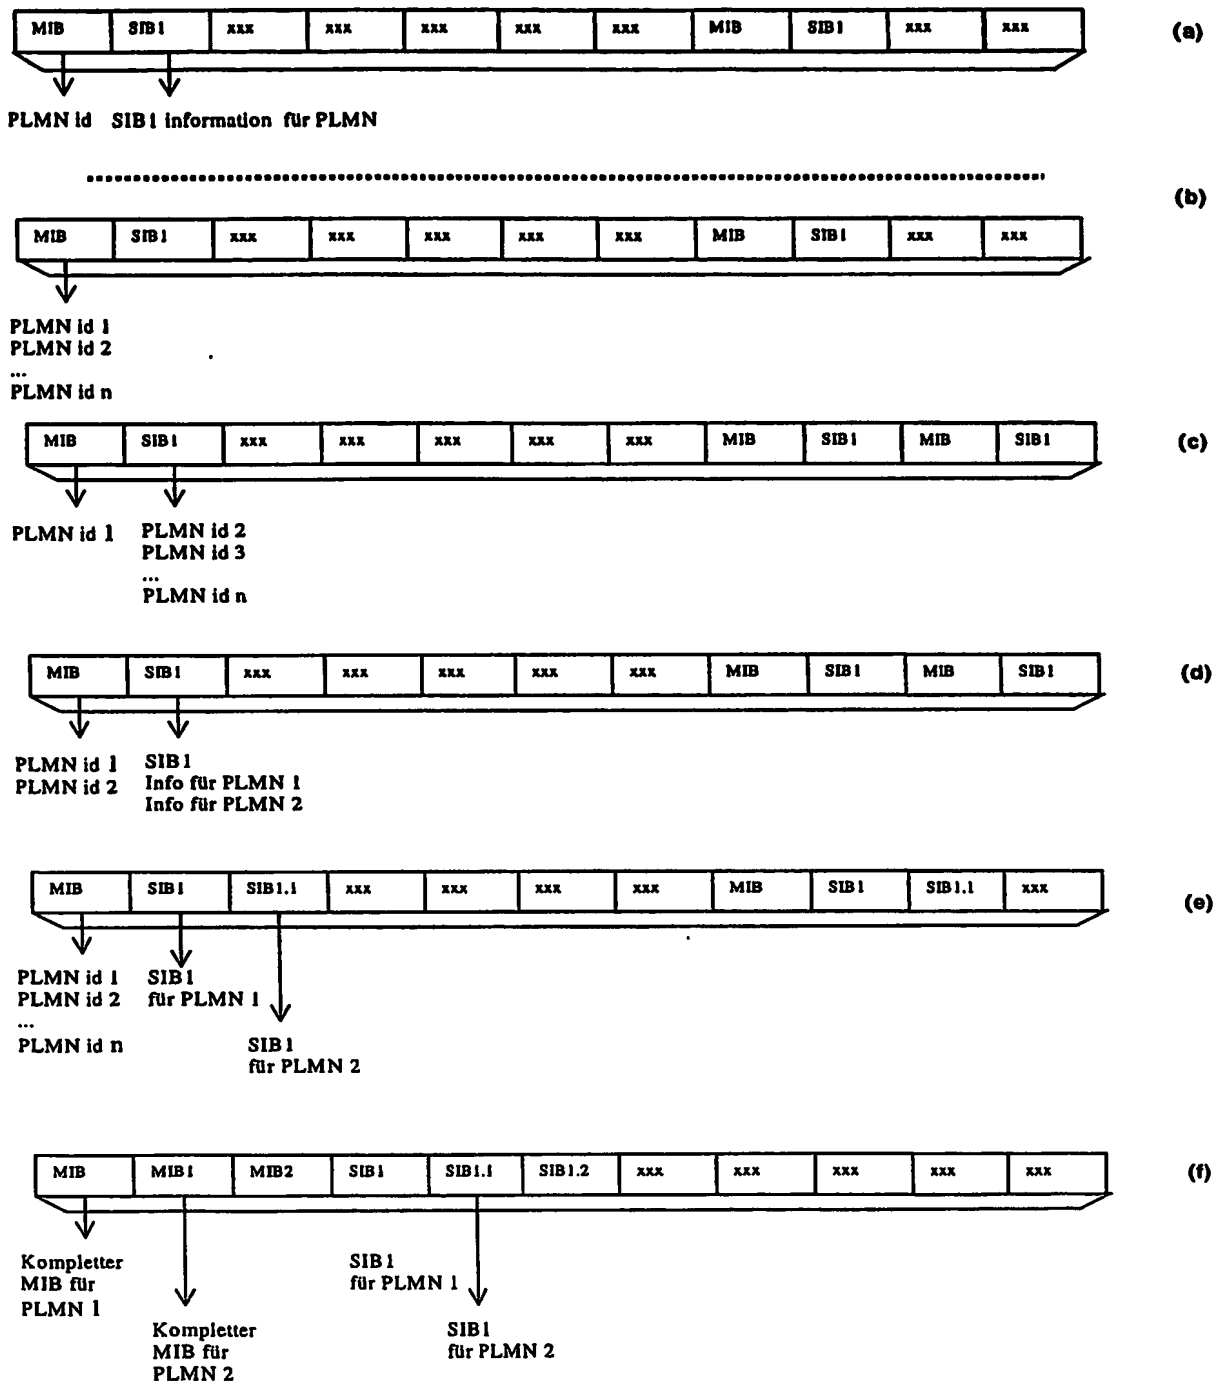 MIB SIB1 xxx xxx xxx xxx xxx MIB SIB1 xxx xxx (a)
PLMN id SIB1 information für PLMN
(b)
MIB SIB1 xxx xxx xxx xxx xxx MIB SIB1 xxx xxx
PLMN id 1
PLMN id 2
...
PLMN id n
MIB SIB1 xxx xxx xxx xxx xxx MIB SIB1 MIB SIB1 (c)
PLMN id 1 PLMN id 2
PLMN id 3
...
PLMN id n
MIB SIB1 xxx xxx xxx xxx xxx MIB SIB1 MIB SIB1 (d)
PLMN id 1 SIB1
PLMN id 2 Info für PLMN 1
Info für PLMN 2
MIB SIB1 SIB1.1 xxx xxx xxx xxx MIB SIB1 SIB1.1 xxx (e)
PLMN id 1 SIB1
PLMN id 2 für PLMN 1
...
PLMN id n SIB1
für PLMN 2
MIB MIB1 MIB2 SIB1 SIB1.1 SIB1.2 xxx xxx xxx xxx xxx (f)
Kompletter SIB1
MIB für für PLMN 1
PLMN 1
Kompletter SIB1
MIB für für PLMN 2
PLMN 2